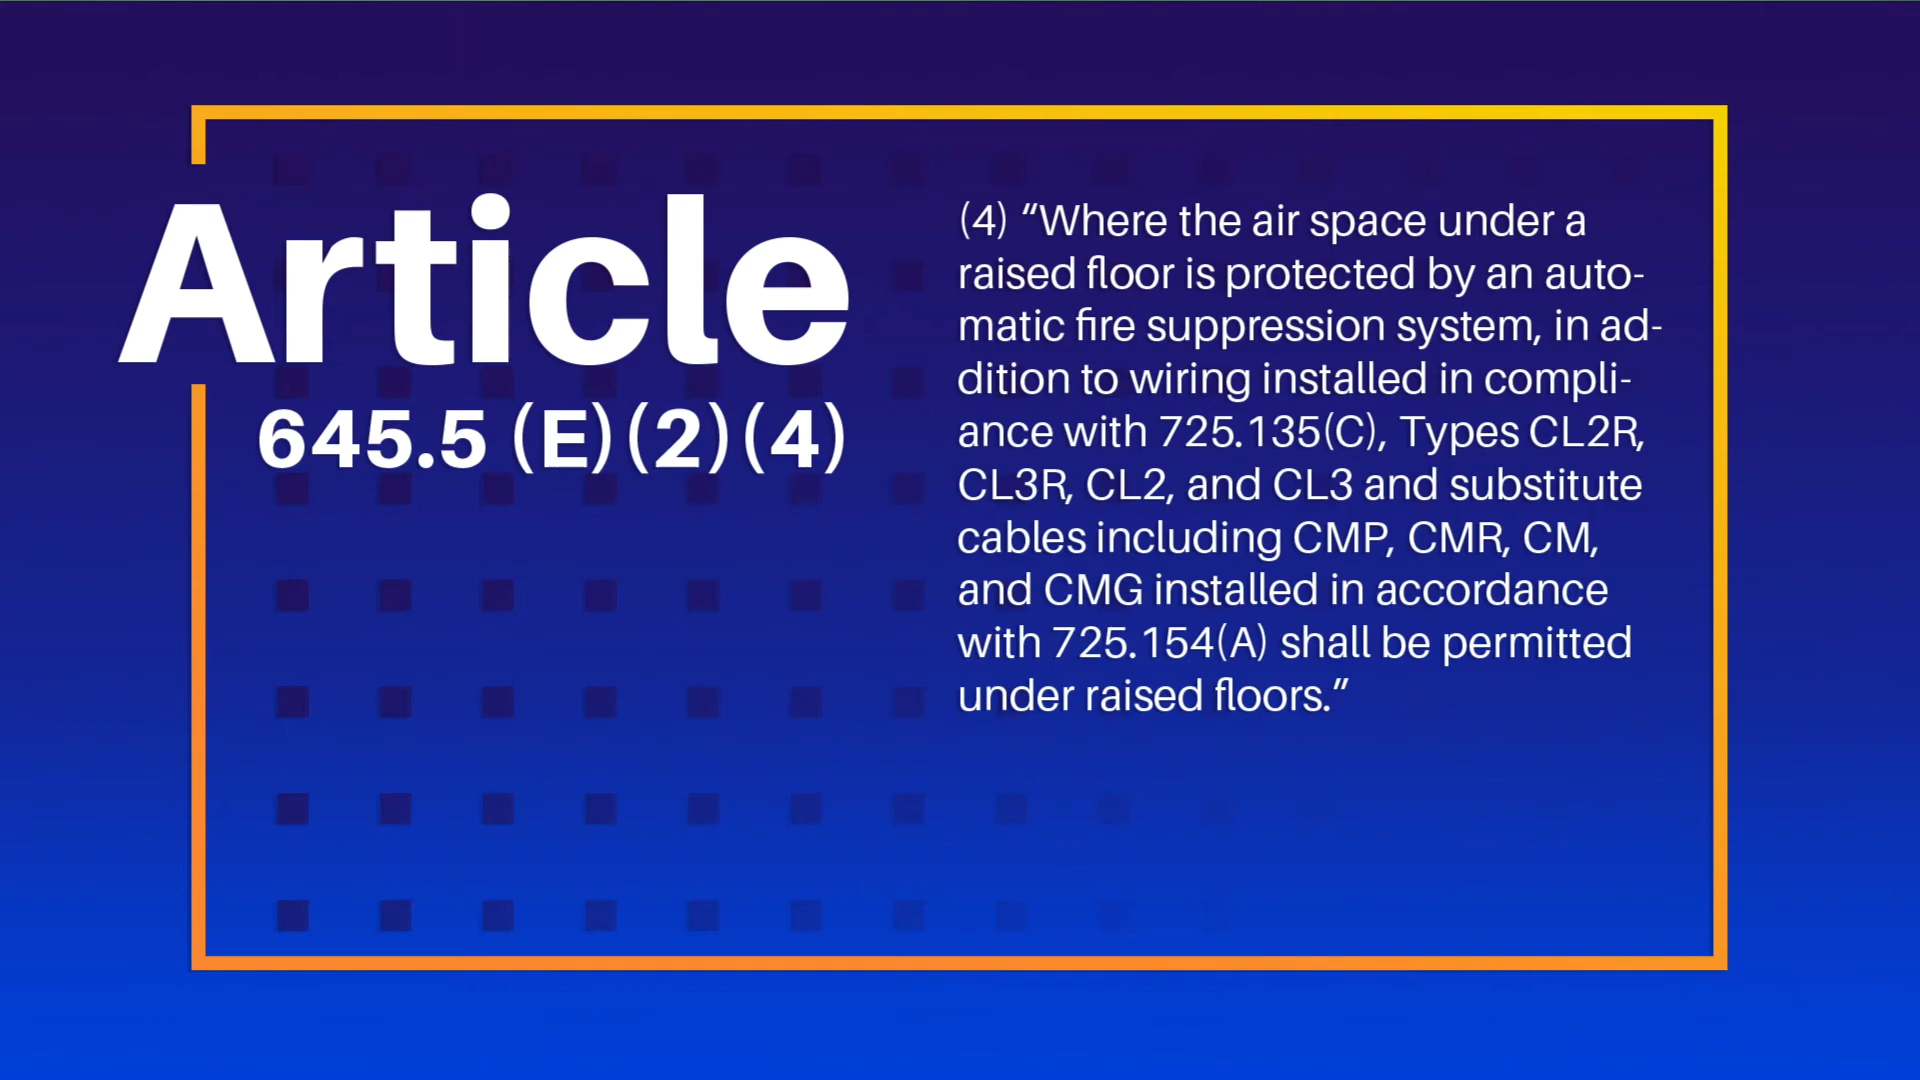 Article
645.5 (E)(2)(4)
(4) “Where the air space under a
raised floor is protected by an auto-
matic fire suppression system, in ad-
dition to wiring installed in compli-
ance with 725.135(C), Types CL2R,
CL3R, CL2, and CL3 and substitute
cables including CMP, CMR, CM,
and CMG installed in accordance
with 725.154(A) shall be permitted
under raised floors.”